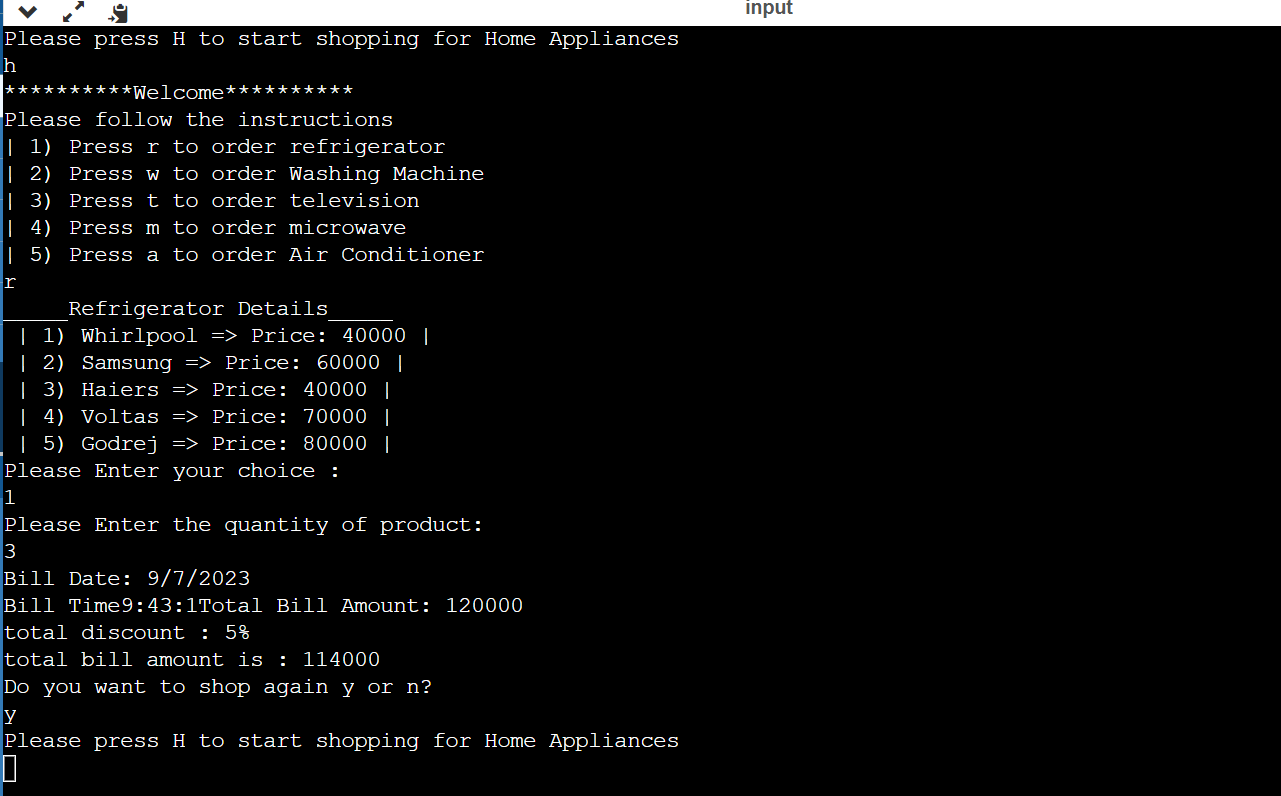 input
Please press H to start shopping for Home Appliances
h
**********Welcome**********
Please follow the instructions
| 1) Press r to order refrigerator
| 2) Press w to order Washing Machine
| 3) Press t to order television
| 4) Press m to order microwave
| 5) Press a to order Air Conditioner
r
_____Refrigerator Details_____
| 1) Whirlpool => Price: 40000 |
| 2) Samsung => Price: 60000 |
| 3) Haiers => Price: 40000 |
| 4) Voltas => Price: 70000 |
| 5) Godrej => Price: 80000 |
Please Enter your choice :
1
Please Enter the quantity of product:
3
Bill Date: 9/7/2023
Bill Time9:43:1Total Bill Amount: 120000
total discount : 5%
total bill amount is : 114000
Do you want to shop again y or n?
y
Please press H to start shopping for Home Appliances